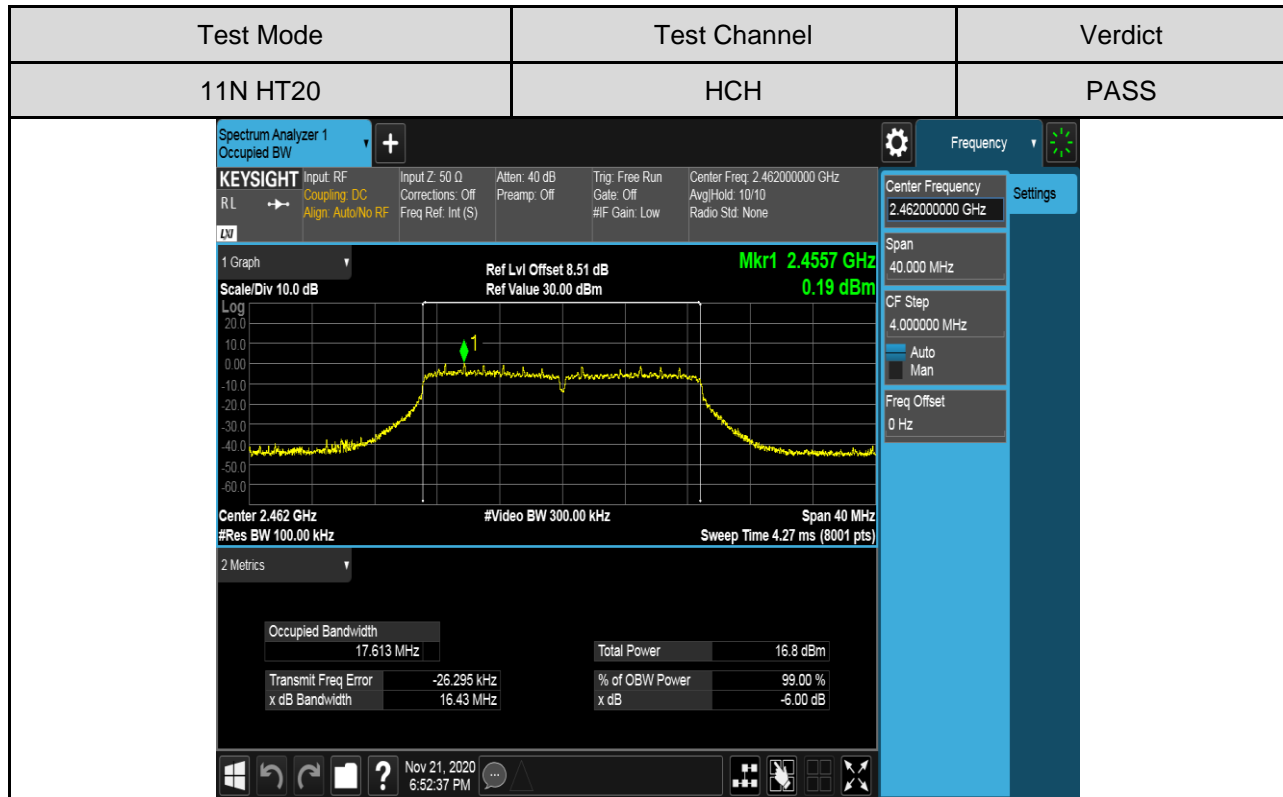 Test Mode Test Channel Verdict
11N HT20 HCH PASS
Spectrum Analyzer 1
Occupied BW
+
Frequency
KEYSIGHT
RL
LXI
Input: RF
Coupling: DC
Align: Auto/No RF
Input Z: 50 Ω
Corrections: Off
Freq Ref: Int (S)
Atten: 40 dB
Preamp: Off
Trig: Free Run
Gate: Off
#IF Gain: Low
Center Freq: 2.462000000 GHz
Avg|Hold: 10/10
Radio Std: None
Center Frequency
2.462000000 GHz
Settings
Span
40.000 MHz
CF Step
4.000000 MHz
Auto
Man
Freq Offset
0 Hz
1 Graph
Scale/Div 10.0 dB
Ref Lvl Offset 8.51 dB
Ref Value 30.00 dBm
Mkr1 2.4557 GHz
0.19 dBm
Log
20.0
10.0
0.00
-10.0
-20.0
-30.0
-40.0
-50.0
-60.0
1
Center 2.462 GHz
#Res BW 100.00 kHz
#Video BW 300.00 kHz
Span 40 MHz
Sweep Time 4.27 ms (8001 pts)
2 Metrics
Occupied Bandwidth
17.613 MHz
Total Power 16.8 dBm
Transmit Freq Error -26.295 kHz
% of OBW Power 99.00 %
x dB Bandwidth 16.43 MHz
x dB -6.00 dB
?
Nov 21, 2020
6:52:37 PM